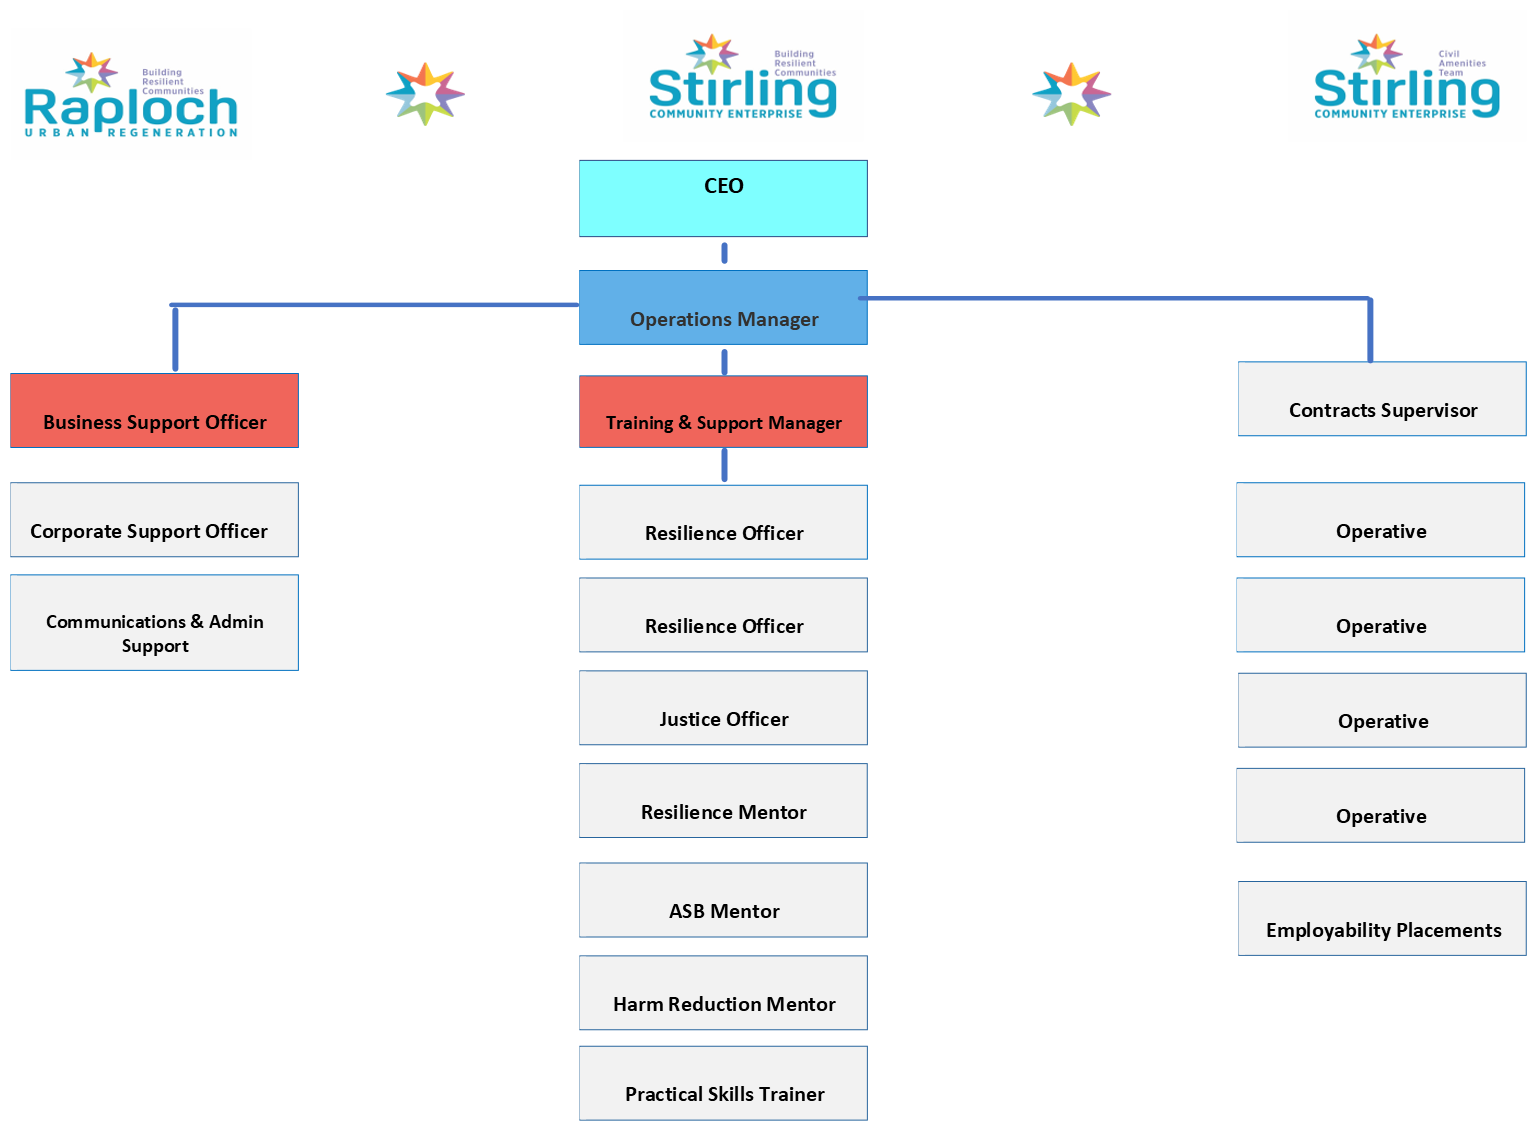 Building
Resilient
Communities
Raploch
URBAN REGENERATION
Building
Resilient
Communities
Stirling
COMMUNITY ENTERPRISE
Civil
Amenities
Team
Stirling
COMMUNITY ENTERPRISE
CEO
Operations Manager
Business Support Officer
Training & Support Manager
Contracts Supervisor
Corporate Support Officer
Communications & Admin
Support
Resilience Officer
Resilience Officer
Justice Officer
Resilience Mentor
ASB Mentor
Harm Reduction Mentor
Practical Skills Trainer
Operative
Operative
Operative
Operative
Employability Placements